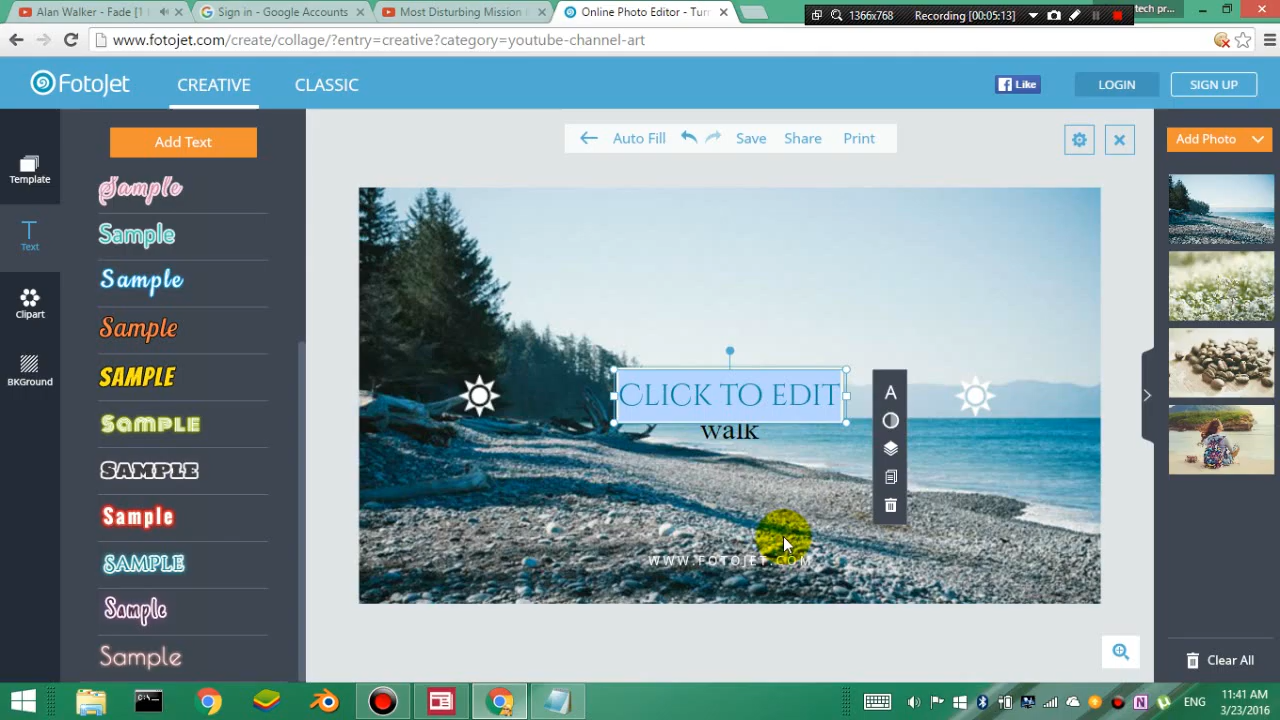 Alan Walker - Fade [1
Sign in - Google Accounts
Most Disturbing Mission
Online Photo Editor - Tur
1366x768
Recording [00:05:13]
tech pr...
www.fotojet.com/create/collage/?entry=creative?category=youtube-channel-art
FotoJet
CREATIVE
CLASSIC
Like
LOGIN
SIGN UP
Add Text
Auto Fill
Save
Share
Print
Add Photo
Template
Text
Clipart
BKGround
Sample
Sample
Sample
Sample
SAMPLE
Sample
SAMPLE
Sample
SAMPLE
Sample
Sample
CLICK TO EDIT
walk
A
WWW.FOTOJET.COM
Clear All
ENG
11:41 AM
3/23/2016